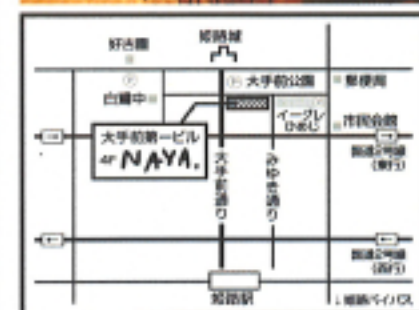 姫路城
好古園
Ⓟ
Ⓟ 大手前公園
郵便局
白鷺中
イーグレ
ひめじ
市民会館
大手前第一ビル
4F NAYA.
国道2号線
(東行)
大手前通り
みゆき通り
国道2号線
(西行)
姫路駅
↓姫路バイパス